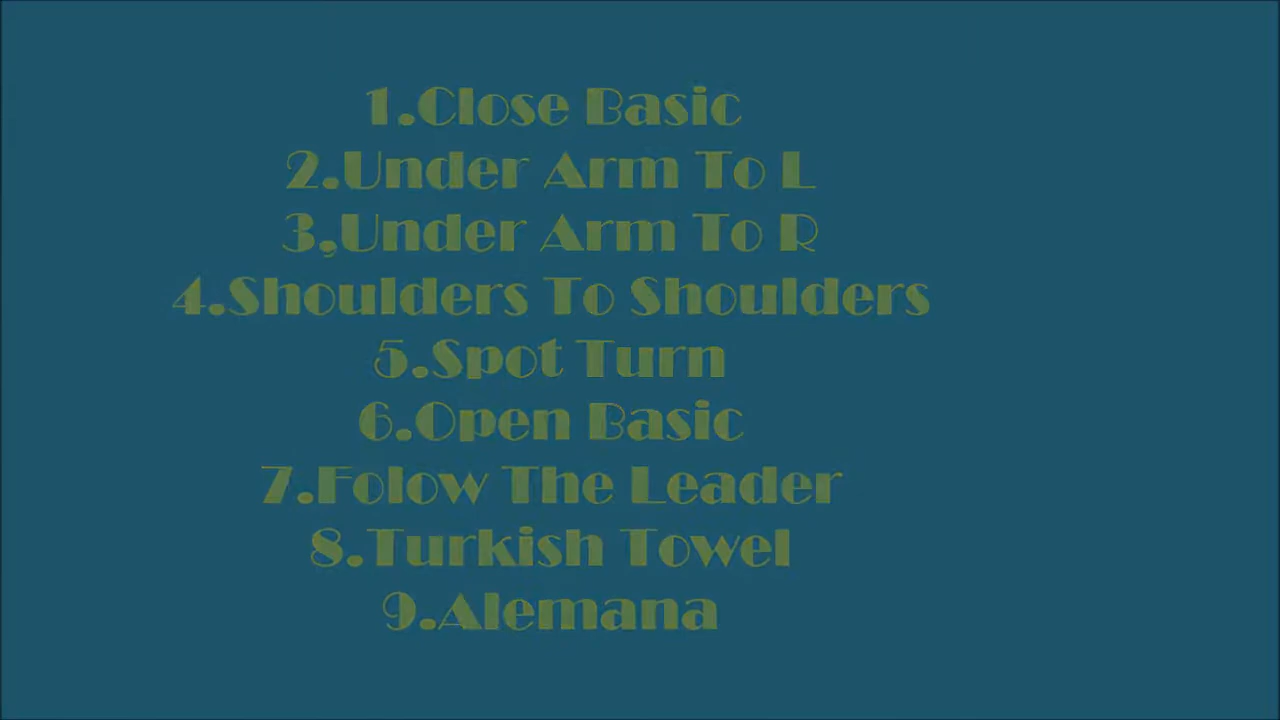 1.Close Basic
2.Under Arm To L
3,Under Arm To R
4.Shoulders To Shoulders
5.Spot Turn
6.Open Basic
7.Folow The Leader
8.Turkish Towel
9.Alemana